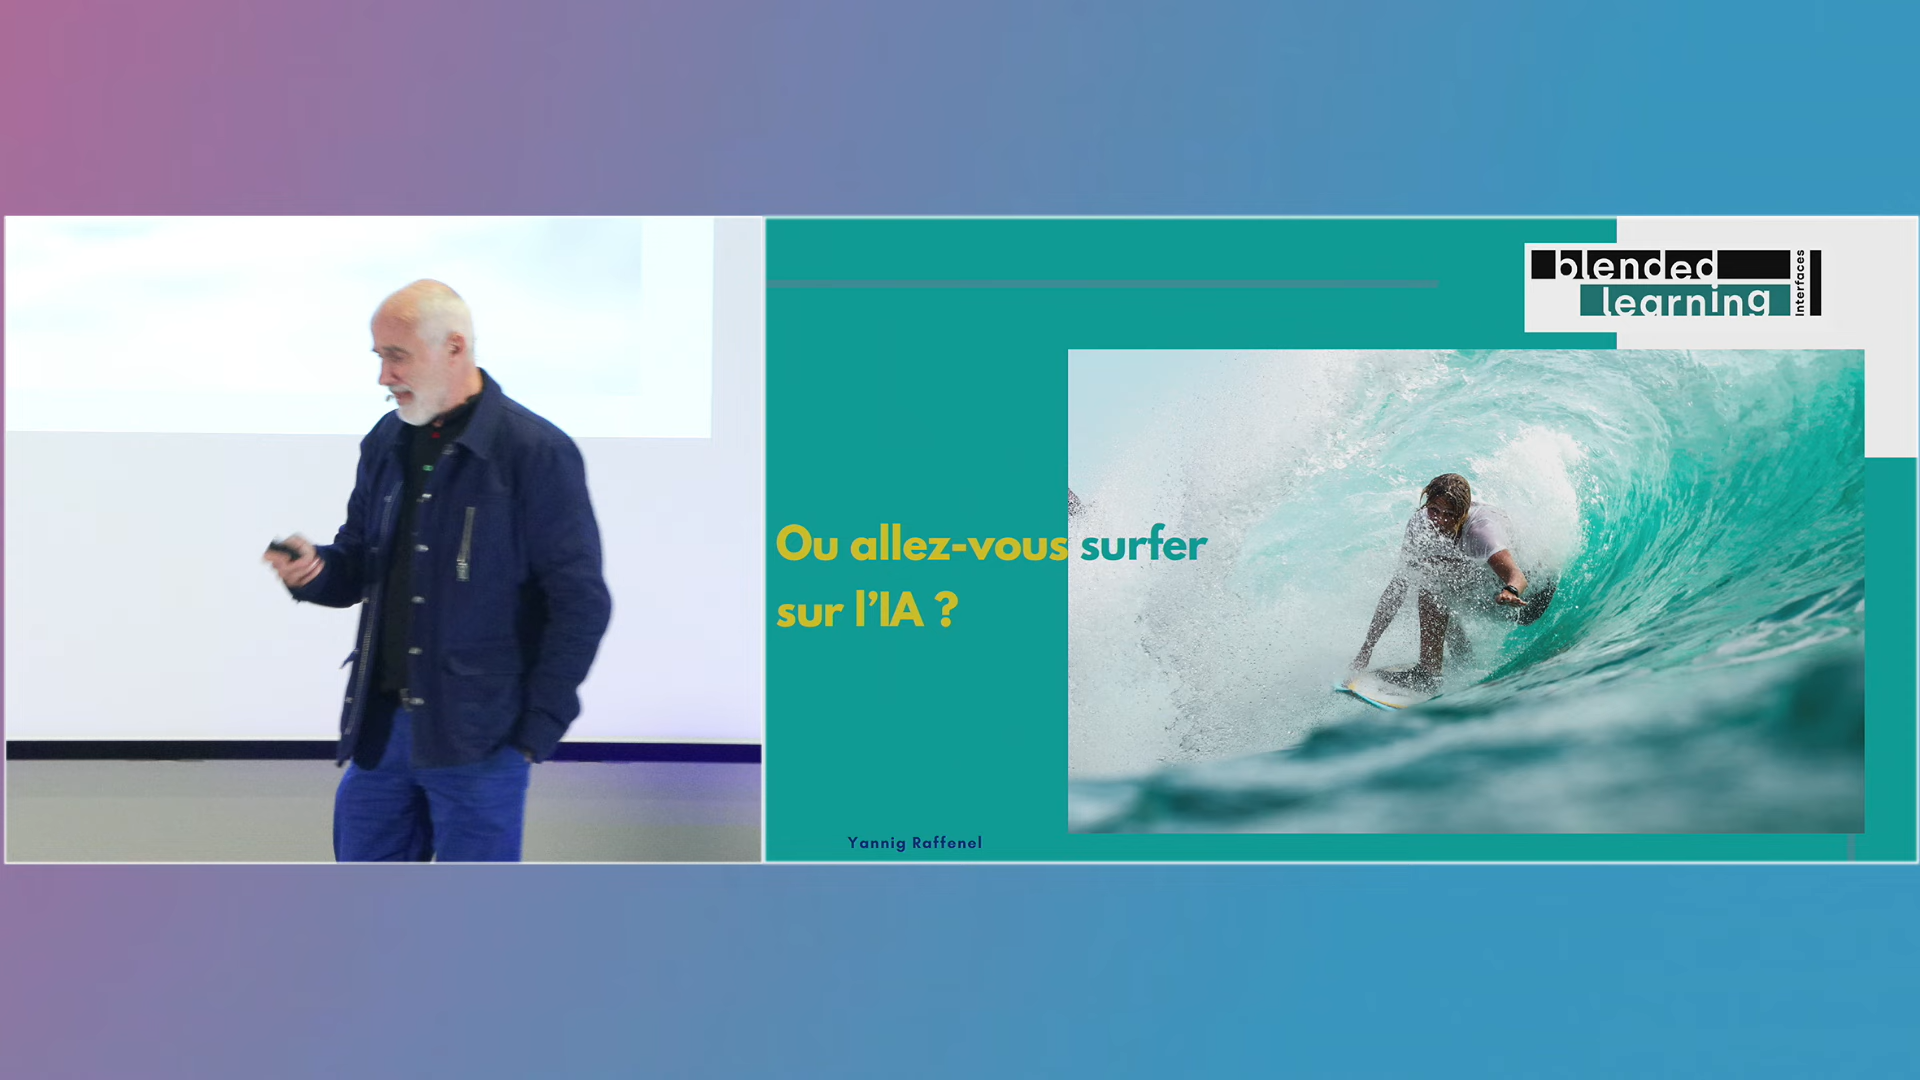 blended
learning
Interfaces
Ou allez-vous surfer
sur l'IA ?
Yannig Raffenel